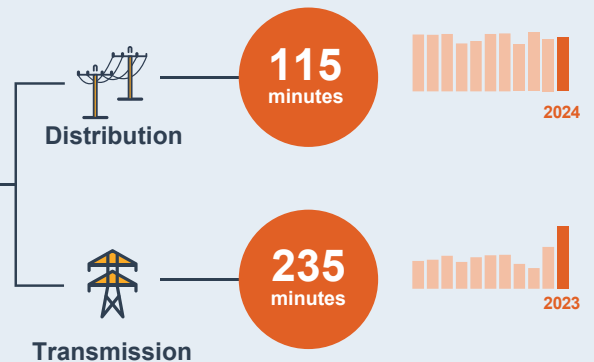 115
minutes
Distribution
2024
235
minutes
2023
Transmission